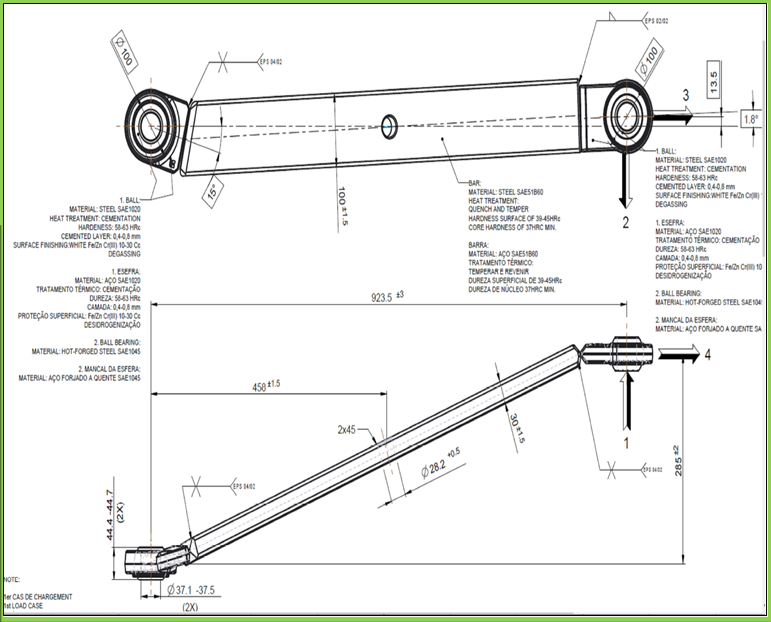 EPS 02/02
Ø100
EPS 04/02
Ø100
13.5
3
1.8°
15°
100 ±1.5
2
1. BALL:
MATERIAL: STEEL SAE1020
HEAT TREATMENT: CEMENTATION
HARDENESS: 58-63 HRc
CEMENTED LAYER: 0,4-0,8 mm
SURFACE FINISHING:WHITE Fe/Zn Cr(III)
DEGASSING
1. ESEFRA:
MATERIAL: AÇO SAE1020
TRATAMENTO TÉRMICO: CEMENTAÇÃO
DUREZA: 58-63 HRc
CAMADA: 0,4-0,8 mm
PROTEÇÃO SUPERFICIAL: Fe/Zn Cr(III) 10
DESIDROGENIZAÇÃO
2. BALL BEARING:
MATERIAL: HOT-FORGED STEEL SAE104
2. MANCAL DA ESFERA:
MATERIAL: AÇO FORJADO A QUENTE SA
BAR:
MATERIAL: STEEL SAE51B60
HEAT TREATMENT:
QUENCH AND TEMPER
HARDNESS SURFACE OF 39-45HRc
CORE HARDNESS OF 37HRC MIN.
BARRA:
MATERIAL: AÇO SAE51B60
TRATAMENTO TÉRMICO:
TEMPERAR E REVENIR
DUREZA SUPERFICIAL DE 39-45HRc
DUREZA DE NÚCLEO 37HRC MIN.
1. BALL:
MATERIAL: STEEL SAE1020
HEAT TREATMENT: CEMENTATION
HARDENESS: 58-63 HRc
CEMENTED LAYER: 0,4-0,8 mm
SURFACE FINISHING:WHITE Fe/Zn Cr(III) 10-30 Cc
DEGASSING
1. ESEFRA:
MATERIAL: AÇO SAE1020
TRATAMENTO TÉRMICO: CEMENTAÇÃO
DUREZA: 58-63 HRc
CAMADA: 0,4-0,8 mm
PROTEÇÃO SUPERFICIAL: Fe/Zn Cr(III) 10-30 Cc
DESIDROGENIZAÇÃO
2. BALL BEARING:
MATERIAL: HOT-FORGED STEEL SAE1045
2. MANCAL DA ESFERA:
MATERIAL: AÇO FORJADO A QUENTE SAE1045
923.5 ±3
4
458 ±1.5
2x45
30 ±1.5
1
Ø28.2 +0.5
285 ±2
EPS 04/02
EPS 04/02
44.4 -44.7
(2X)
Ø37.1 -37.5
(2X)
NOTE:
1er CAS DE CHARGEMENT
1st LOAD CASE